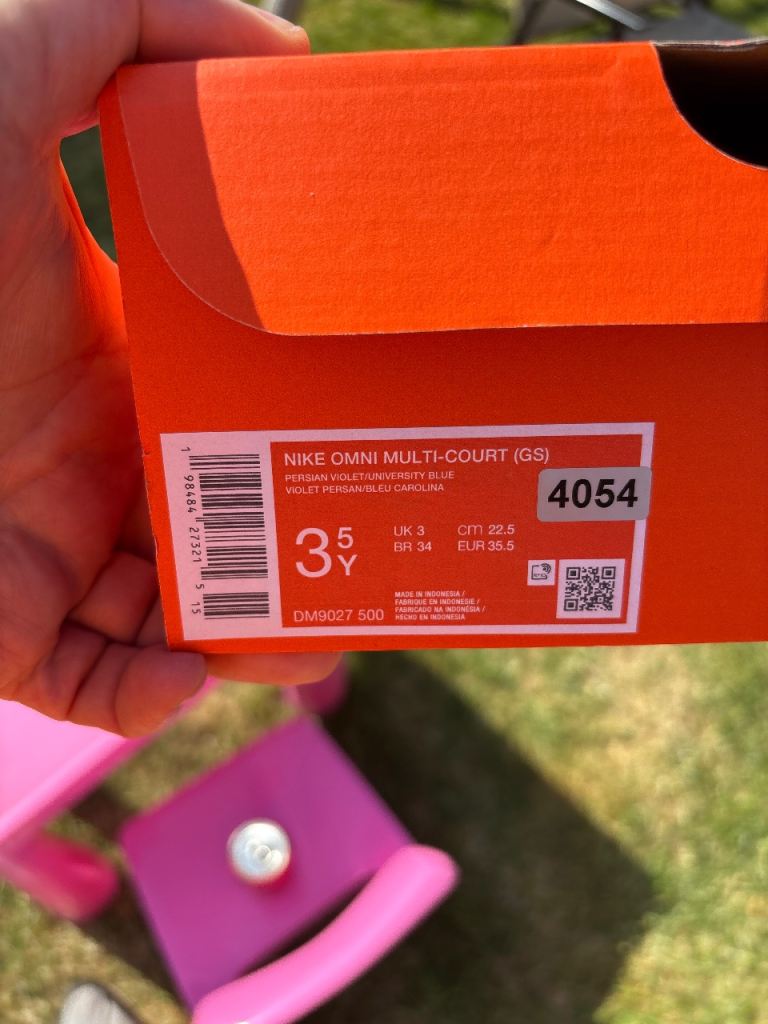 NIKE OMNI MULTI-COURT (GS)
PERSIAN VIOLET/UNIVERSITY BLUE
VIOLET PERSAN/BLEU CAROLINA
4054
3 5 Y
UK 3 cm 22.5
BR 34 EUR 35.5
MADE IN INDONESIA /
FABRIQUE EN INDONESIE /
FABRICADO NA INDONÉSIA /
HECHO EN INDONESIA
DM9027 500
1 98484 27321 5 15